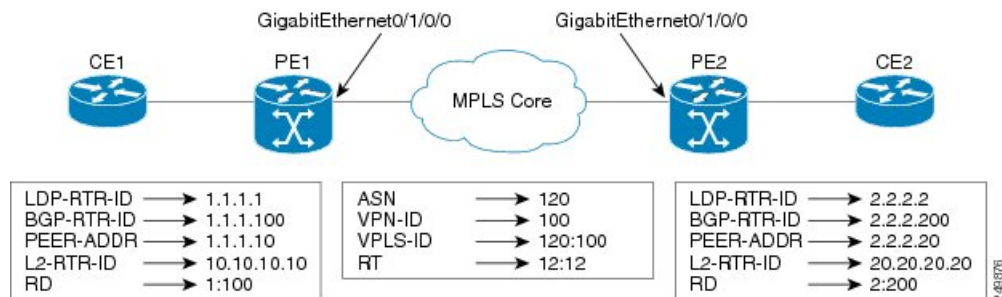 GigabitEthernet0/1/0/0
GigabitEthernet0/1/0/0
CE1
PE1
PE2
CE2
MPLS Core
LDP-RTR-ID 1.1.1.1
BGP-RTR-ID 1.1.1.100
PEER-ADDR 1.1.1.10
L2-RTR-ID 10.10.10.10
RD 1:100
ASN 120
VPN-ID 100
VPLS-ID 120:100
RT 12:12
LDP-RTR-ID 2.2.2.2
BGP-RTR-ID 2.2.2.200
PEER-ADDR 2.2.2.20
L2-RTR-ID 20.20.20.20
RD 2:200
249876